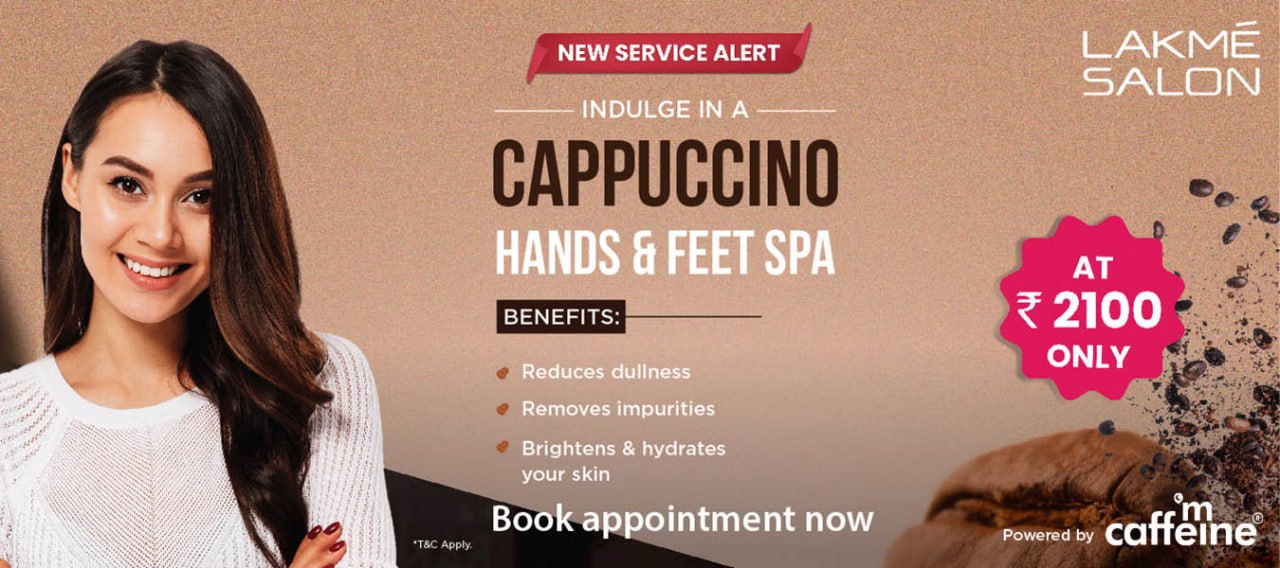 NEW SERVICE ALERT
LAKMÉ
SALON
INDULGE IN A
CAPPUCCINO
HANDS & FEET SPA
BENEFITS:
Reduces dullness
Removes impurities
Brightens & hydrates
your skin
AT
₹ 2100
ONLY
Book appointment now
*T&C Apply.
Powered by
'm
caffeine®